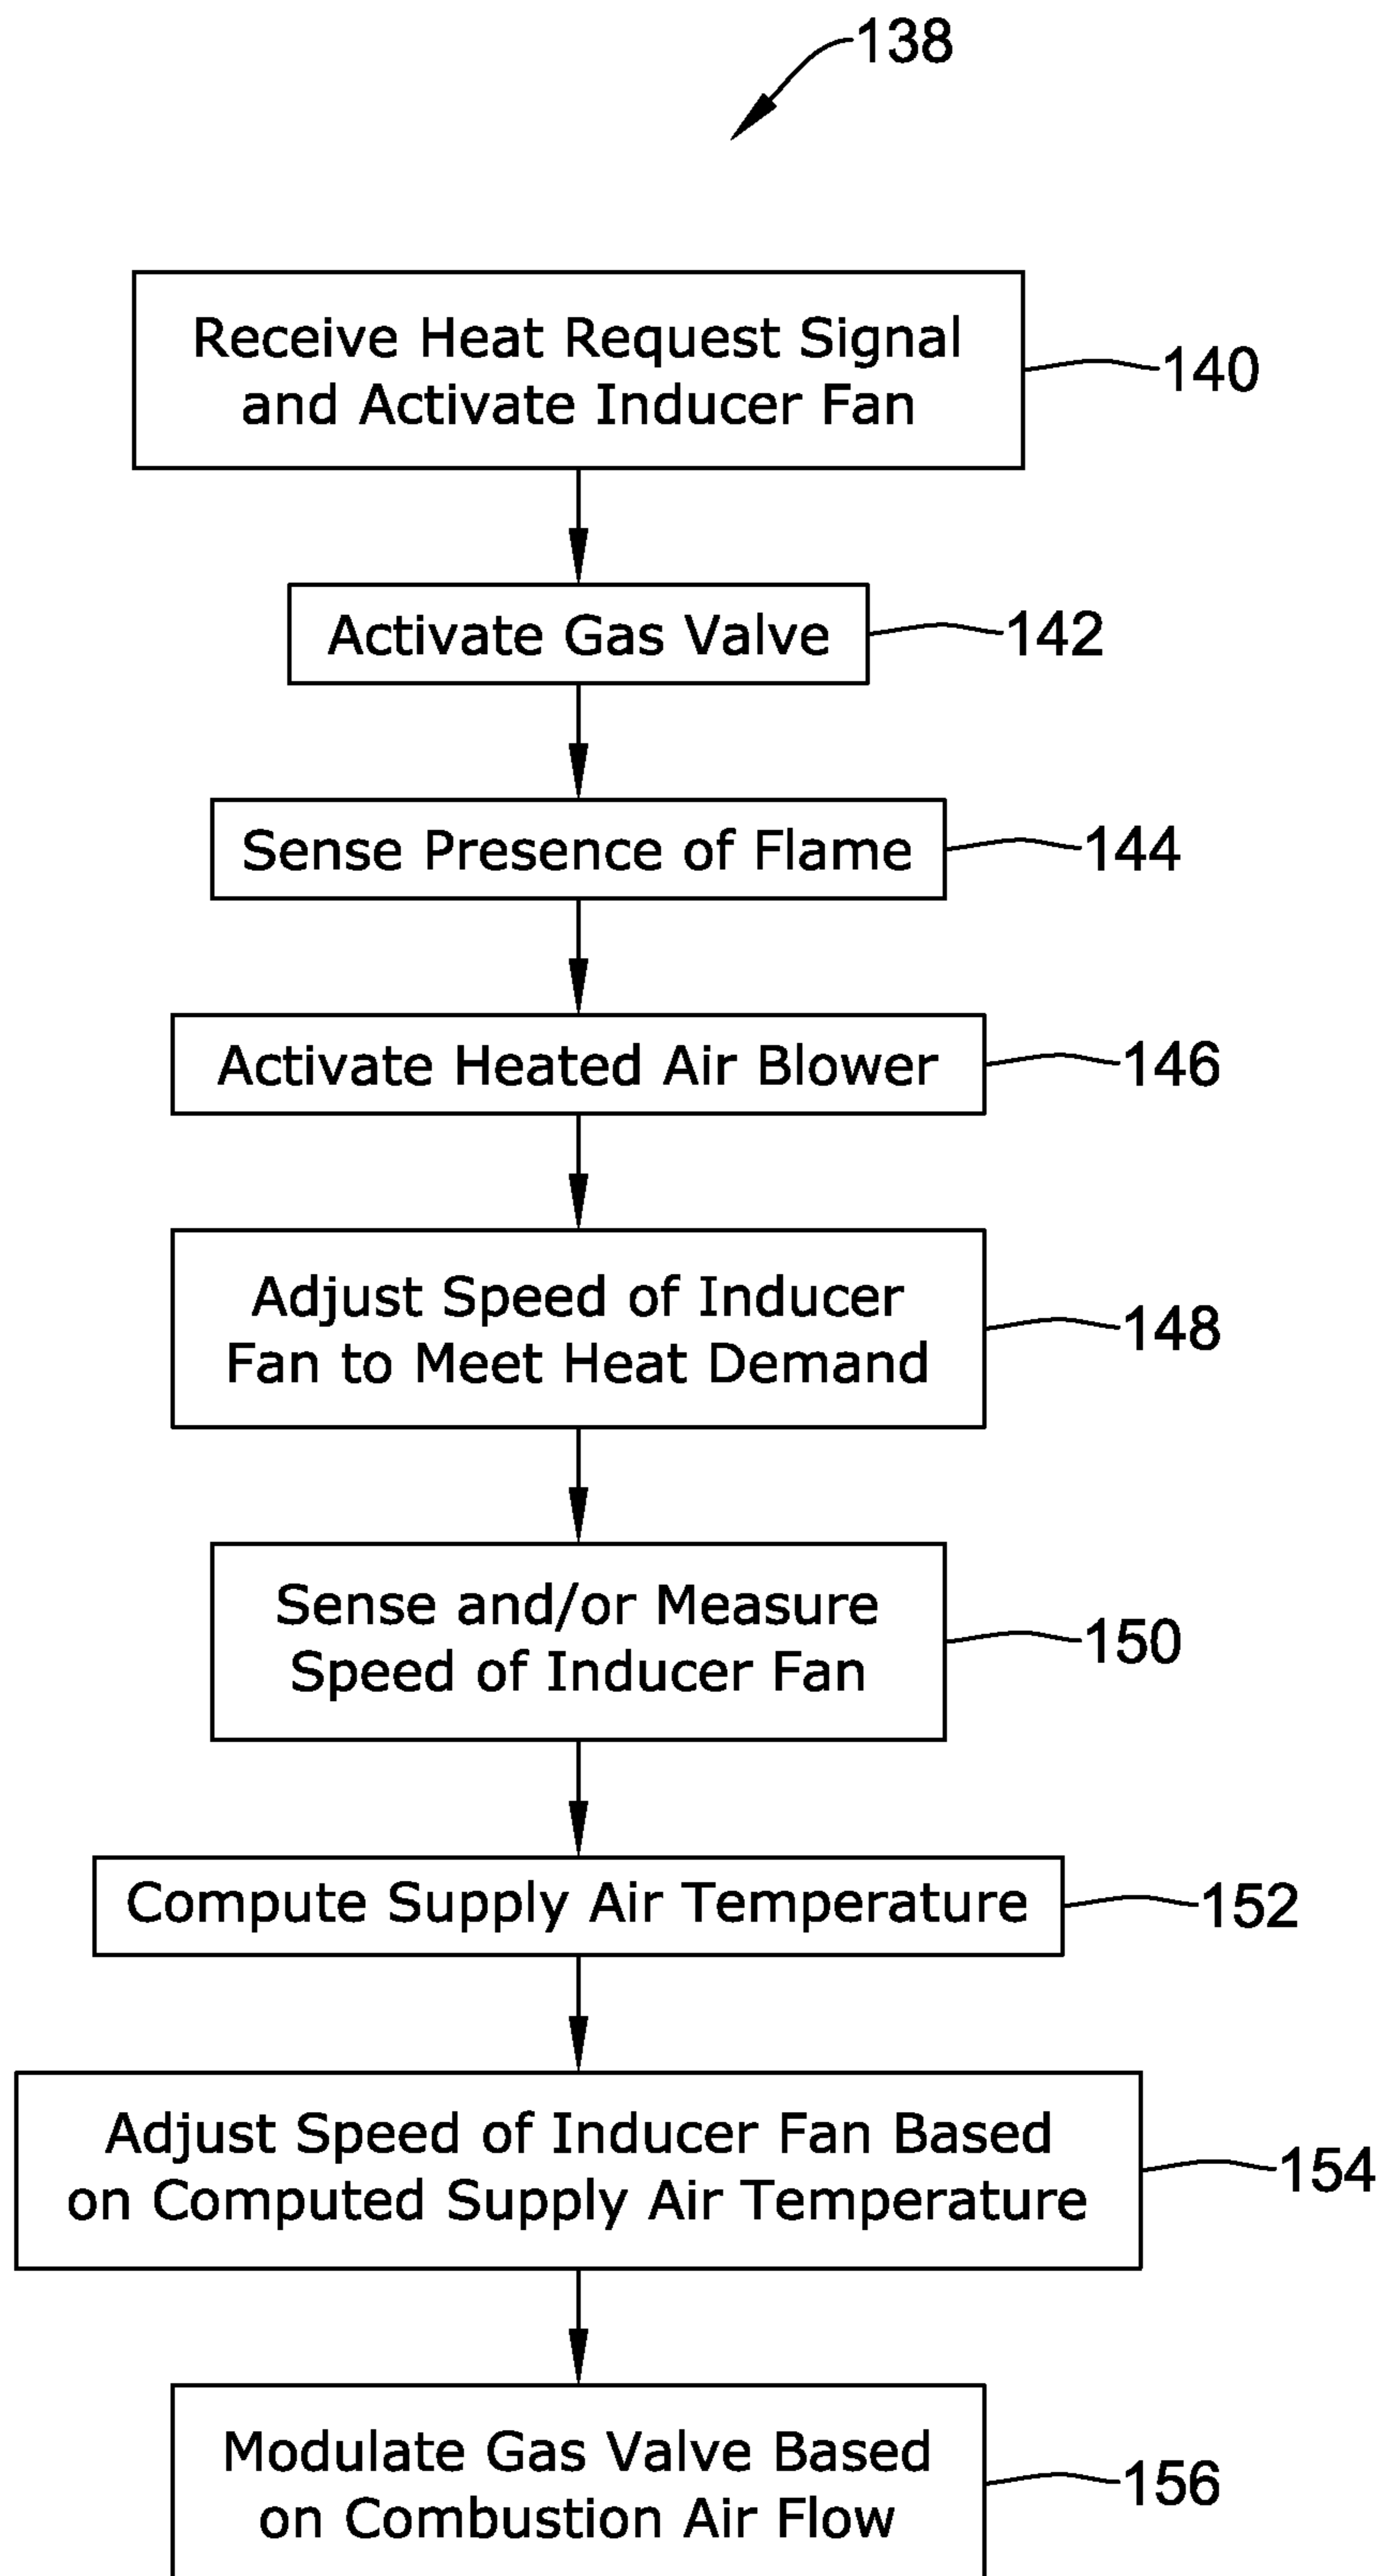 138
Receive Heat Request Signal
and Activate Inducer Fan
140
Activate Gas Valve
142
Sense Presence of Flame
144
Activate Heated Air Blower
146
Adjust Speed of Inducer
Fan to Meet Heat Demand
148
Sense and/or Measure
Speed of Inducer Fan
150
Compute Supply Air Temperature
152
Adjust Speed of Inducer Fan Based
on Computed Supply Air Temperature
154
Modulate Gas Valve Based
on Combustion Air Flow
156